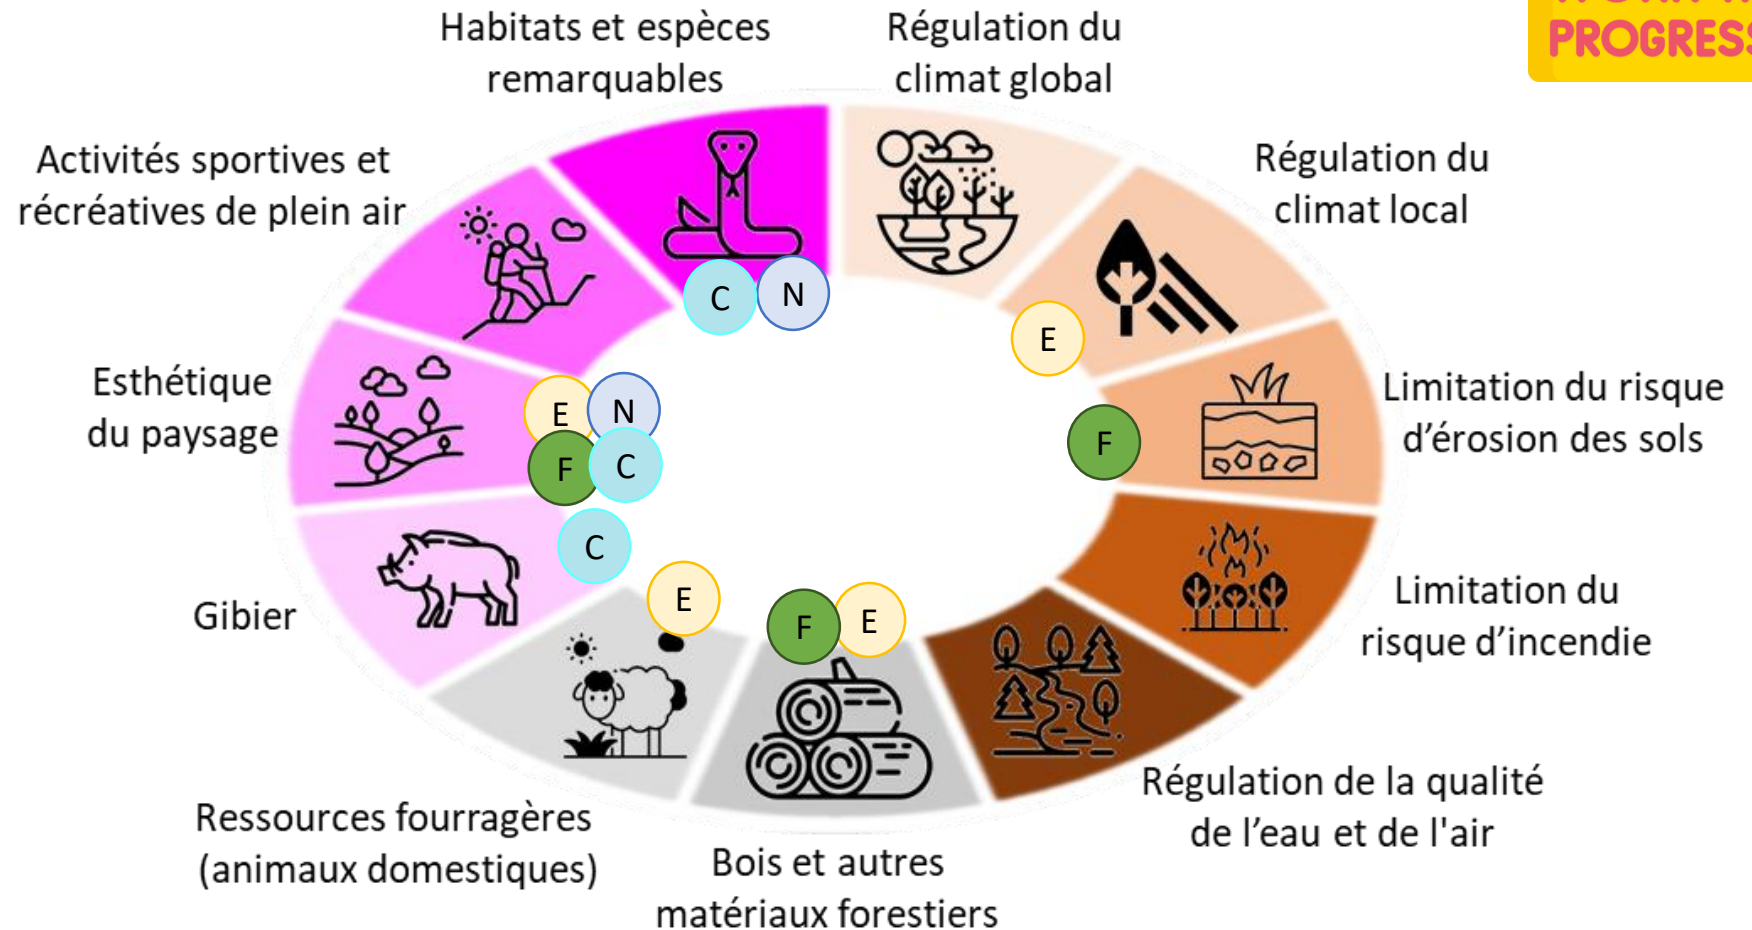 PROGRESS
Habitats et espèces
remarquables
Régulation du
climat global
Activités sportives et
récréatives de plein air
Régulation du
climat local
C N
E
Esthétique
du paysage
E N
F C
F
Limitation du risque
d’érosion des sols
C
Gibier
E
F E
Limitation du
risque d’incendie
Ressources fourragères
(animaux domestiques)
Bois et autres
matériaux forestiers
Régulation de la qualité
de l’eau et de l'air